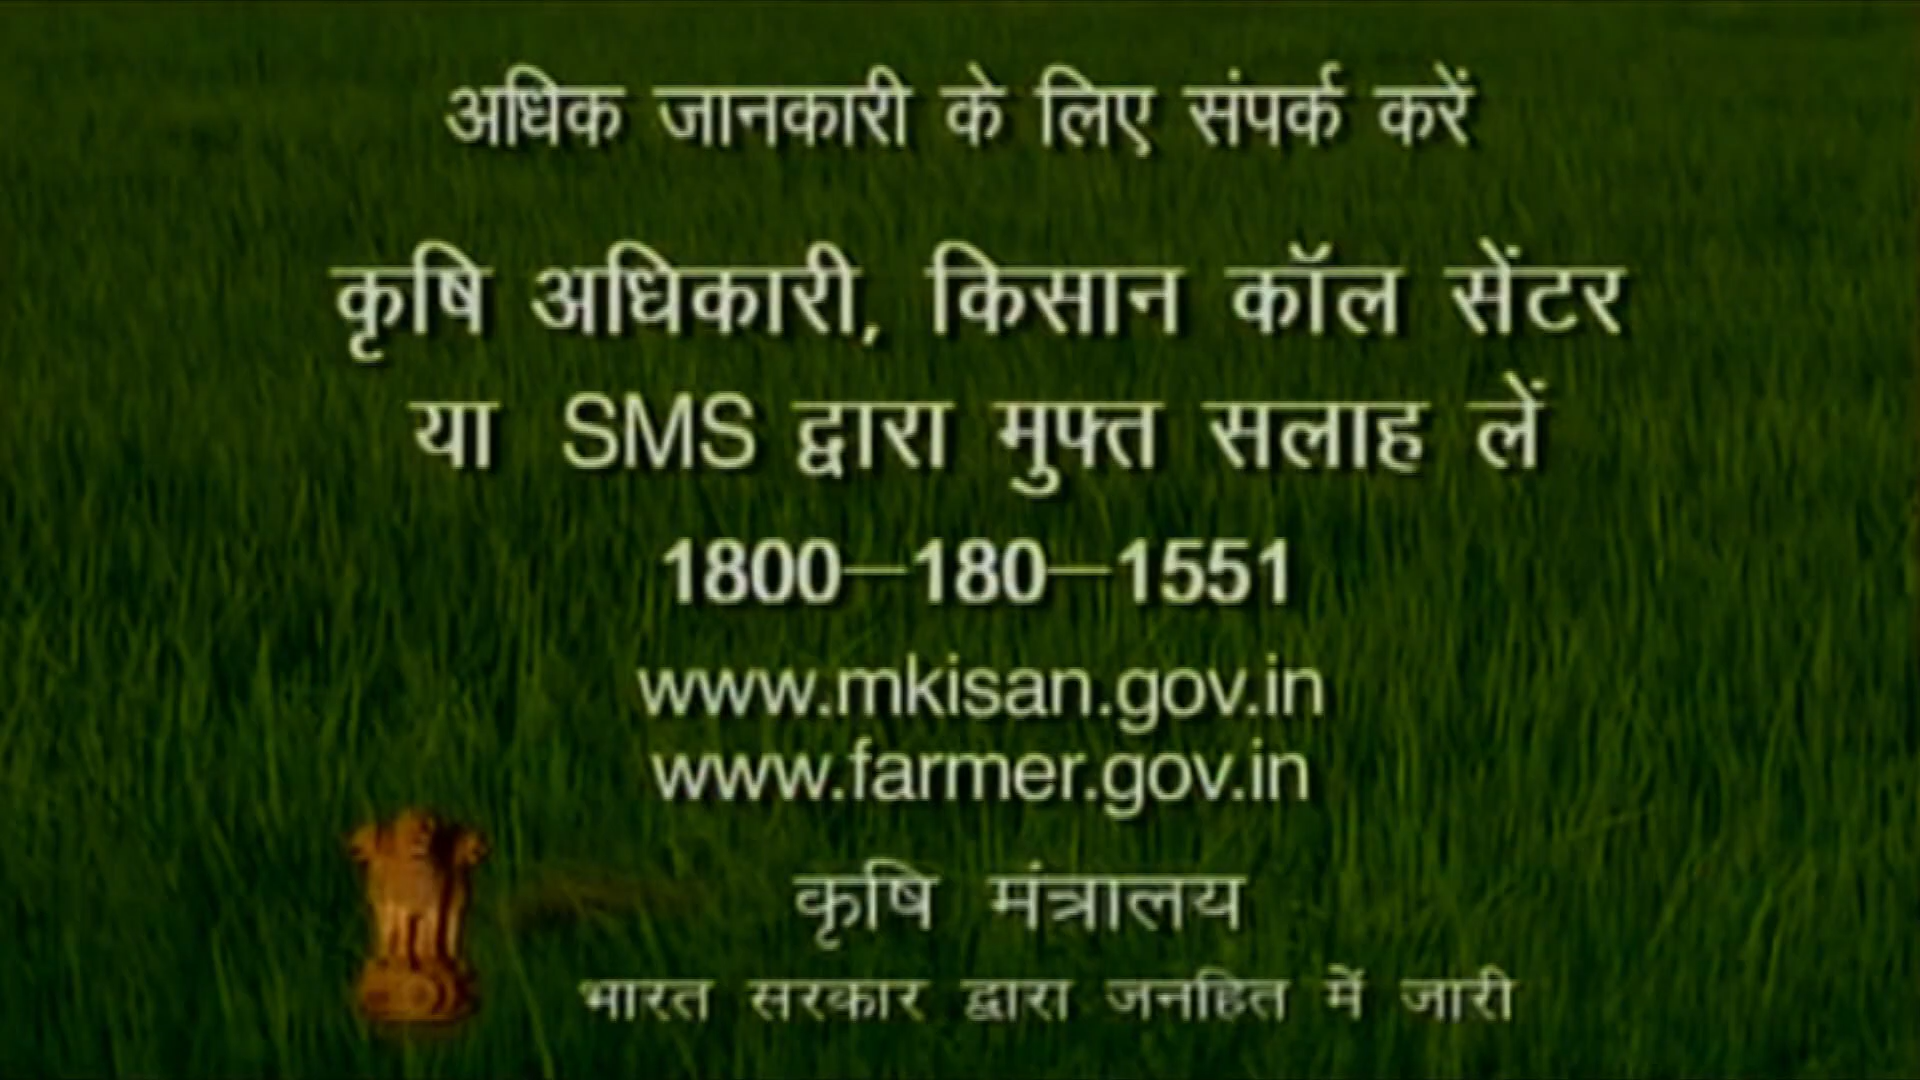 अधिक जानकारी के लिए संपर्क करें
कृषि अधिकारी, किसान कॉल सेंटर
या SMS द्वारा मुफ्त सलाह लें
1800–180–1551
www.mkisan.gov.in
www.farmer.gov.in
कृषि मंत्रालय
भारत सरकार द्वारा जनहित में जारी